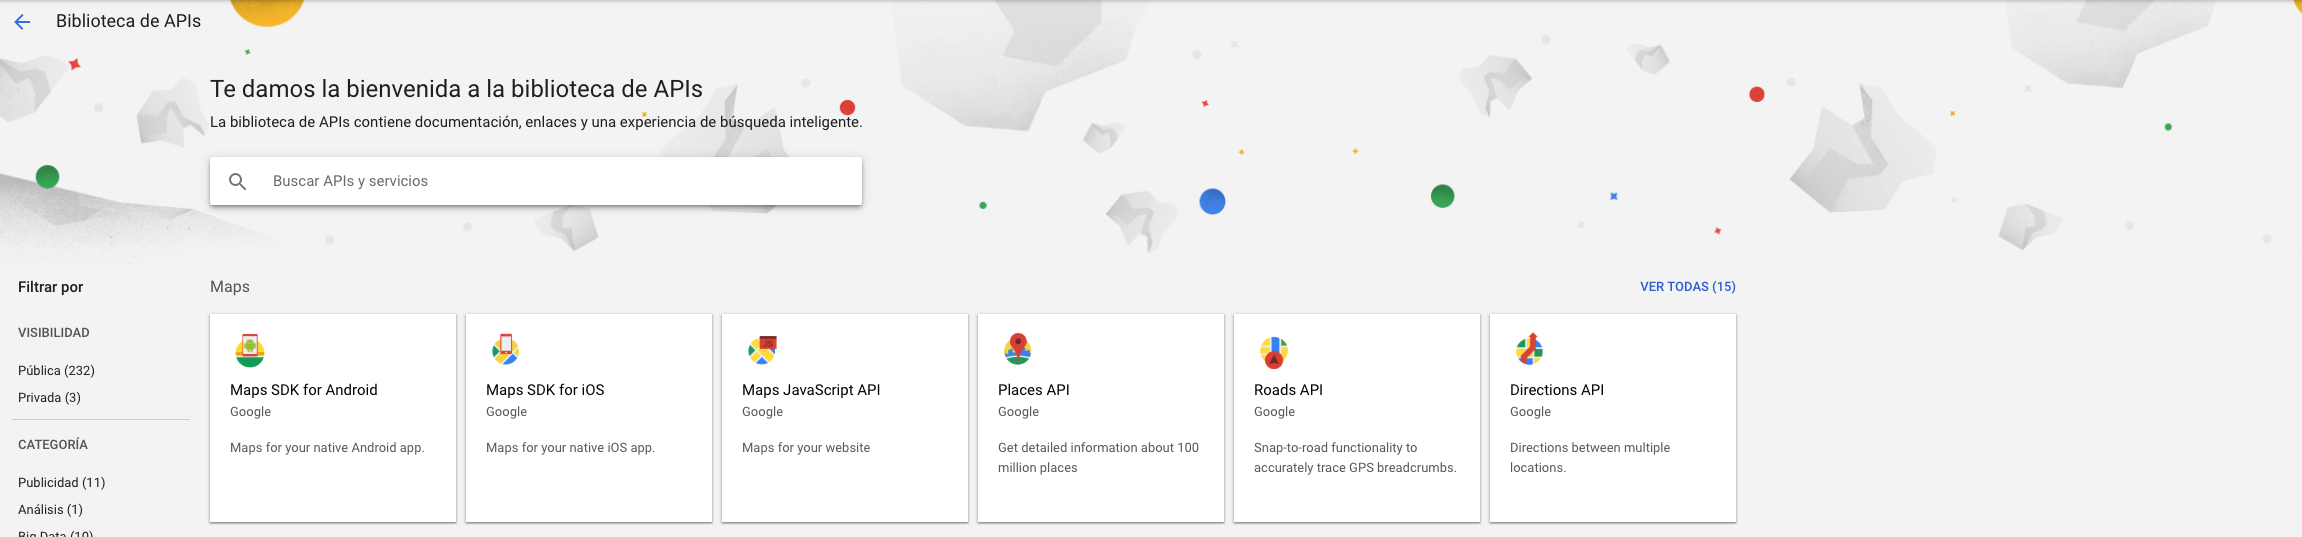 Biblioteca de APIs
Te damos la bienvenida a la biblioteca de APIs
La biblioteca de APIs contiene documentación, enlaces y una experiencia de búsqueda inteligente.
Buscar APIs y servicios
Filtrar por
VISIBILIDAD
Pública (232)
Privada (3)
CATEGORÍA
Publicidad (11)
Análisis (1)
Big Data (10)
Maps
VER TODAS (15)
JS
Maps SDK for Android
Google
Maps for your native Android app.
Maps SDK for iOS
Google
Maps for your native iOS app.
Maps JavaScript API
Google
Maps for your website
Places API
Google
Get detailed information about 100
million places
Roads API
Google
Snap-to-road functionality to
accurately trace GPS breadcrumbs.
Directions API
Google
Directions between multiple
locations.